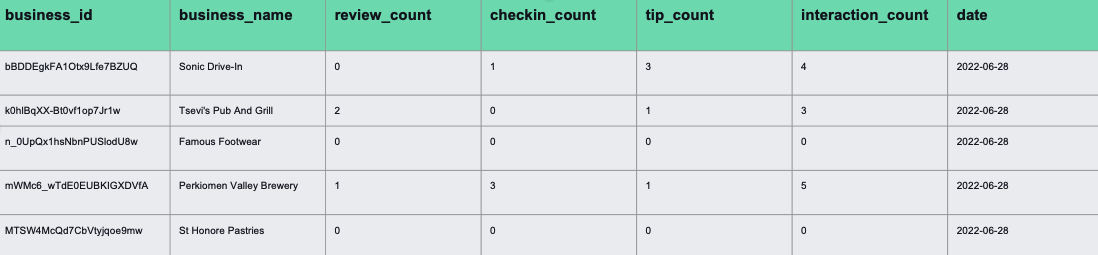 business_id business_name review_count checkin_count tip_count interaction_count date
bBDDEgkFA1Otx9Lfe7BZUQ Sonic Drive-In 0 1 3 4 2022-06-28
k0hlBqXX-Bt0vf1op7Jr1w Tsevi's Pub And Grill 2 0 1 3 2022-06-28
n_0UpQx1hsNbnPUSlodU8w Famous Footwear 0 0 0 0 2022-06-28
mWMc6_wTdE0EUBKIGXDVfA Perkiomen Valley Brewery 1 3 1 5 2022-06-28
MTSW4McQd7CbVtyjqoe9mw St Honore Pastries 0 0 0 0 2022-06-28